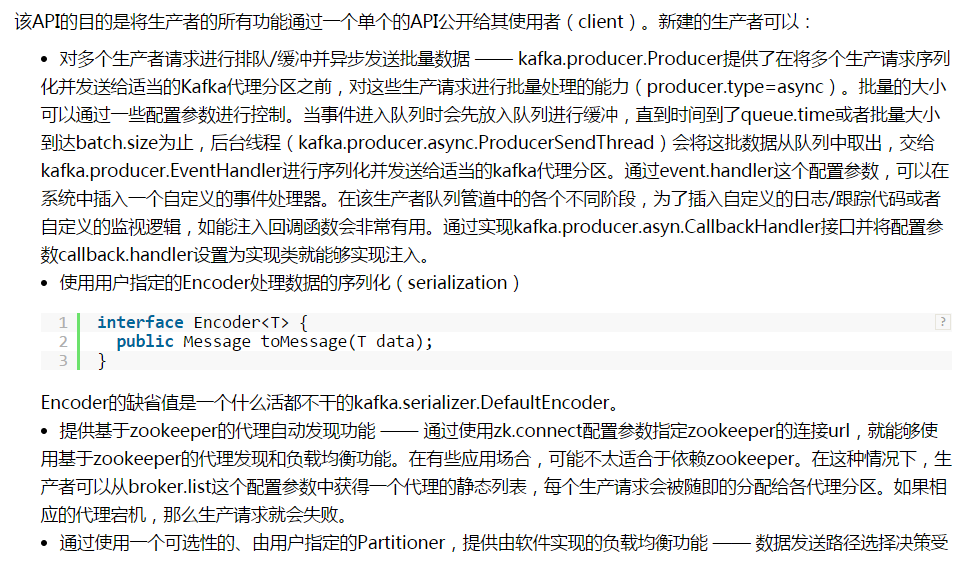 该API的目的是将生产者的所有功能通过一个单个的API公开给其使用者（client）。新建的生产者可以：
• 对多个生产者请求进行排队/缓冲并异步发送批量数据 —— kafka.producer.Producer提供了在将多个生产请求序列
化并发送给适当的Kafka代理分区之前，对这些生产请求进行批量处理的能力（producer.type=async）。批量的大小
可以通过一些配置参数进行控制。当事件进入队列时会先放入队列进行缓冲，直到时间到了queue.time或者批量大小
到达batch.size为止，后台线程（kafka.producer.async.ProducerSendThread）会将这批数据从队列中取出，交给
kafka.producer.EventHandler进行序列化并发送给适当的kafka代理分区。通过event.handler这个配置参数，可以在
系统中插入一个自定义的事件处理器。在该生产者队列管道中的各个不同阶段，为了插入自定义的日志/跟踪代码或者
自定义的监视逻辑，如能注入回调函数会非常有用。通过实现kafka.producer.asyn.CallbackHandler接口并将配置参
数callback.handler设置为实现类就能够实现注入。
• 使用用户指定的Encoder处理数据的序列化（serialization）
1 interface Encoder<T> { ?
2 public Message toMessage(T data);
3 }
Encoder的缺省值是一个什么活都不干的kafka.serializer.DefaultEncoder。
• 提供基于zookeeper的代理自动发现功能 —— 通过使用zk.connect配置参数指定zookeeper的连接url，就能够使
用基于zookeeper的代理发现和负载均衡功能。在有些应用场合，可能不太适合于依赖zookeeper。在这种情况下，生
产者可以从broker.list这个配置参数中获得一个代理的静态列表，每个生产请求会被随即的分配给各代理分区。如果相
应的代理宕机，那么生产请求就会失败。
• 通过使用一个可选性的、由用户指定的Partitioner，提供由软件实现的负载均衡功能 —— 数据发送路径选择决策受